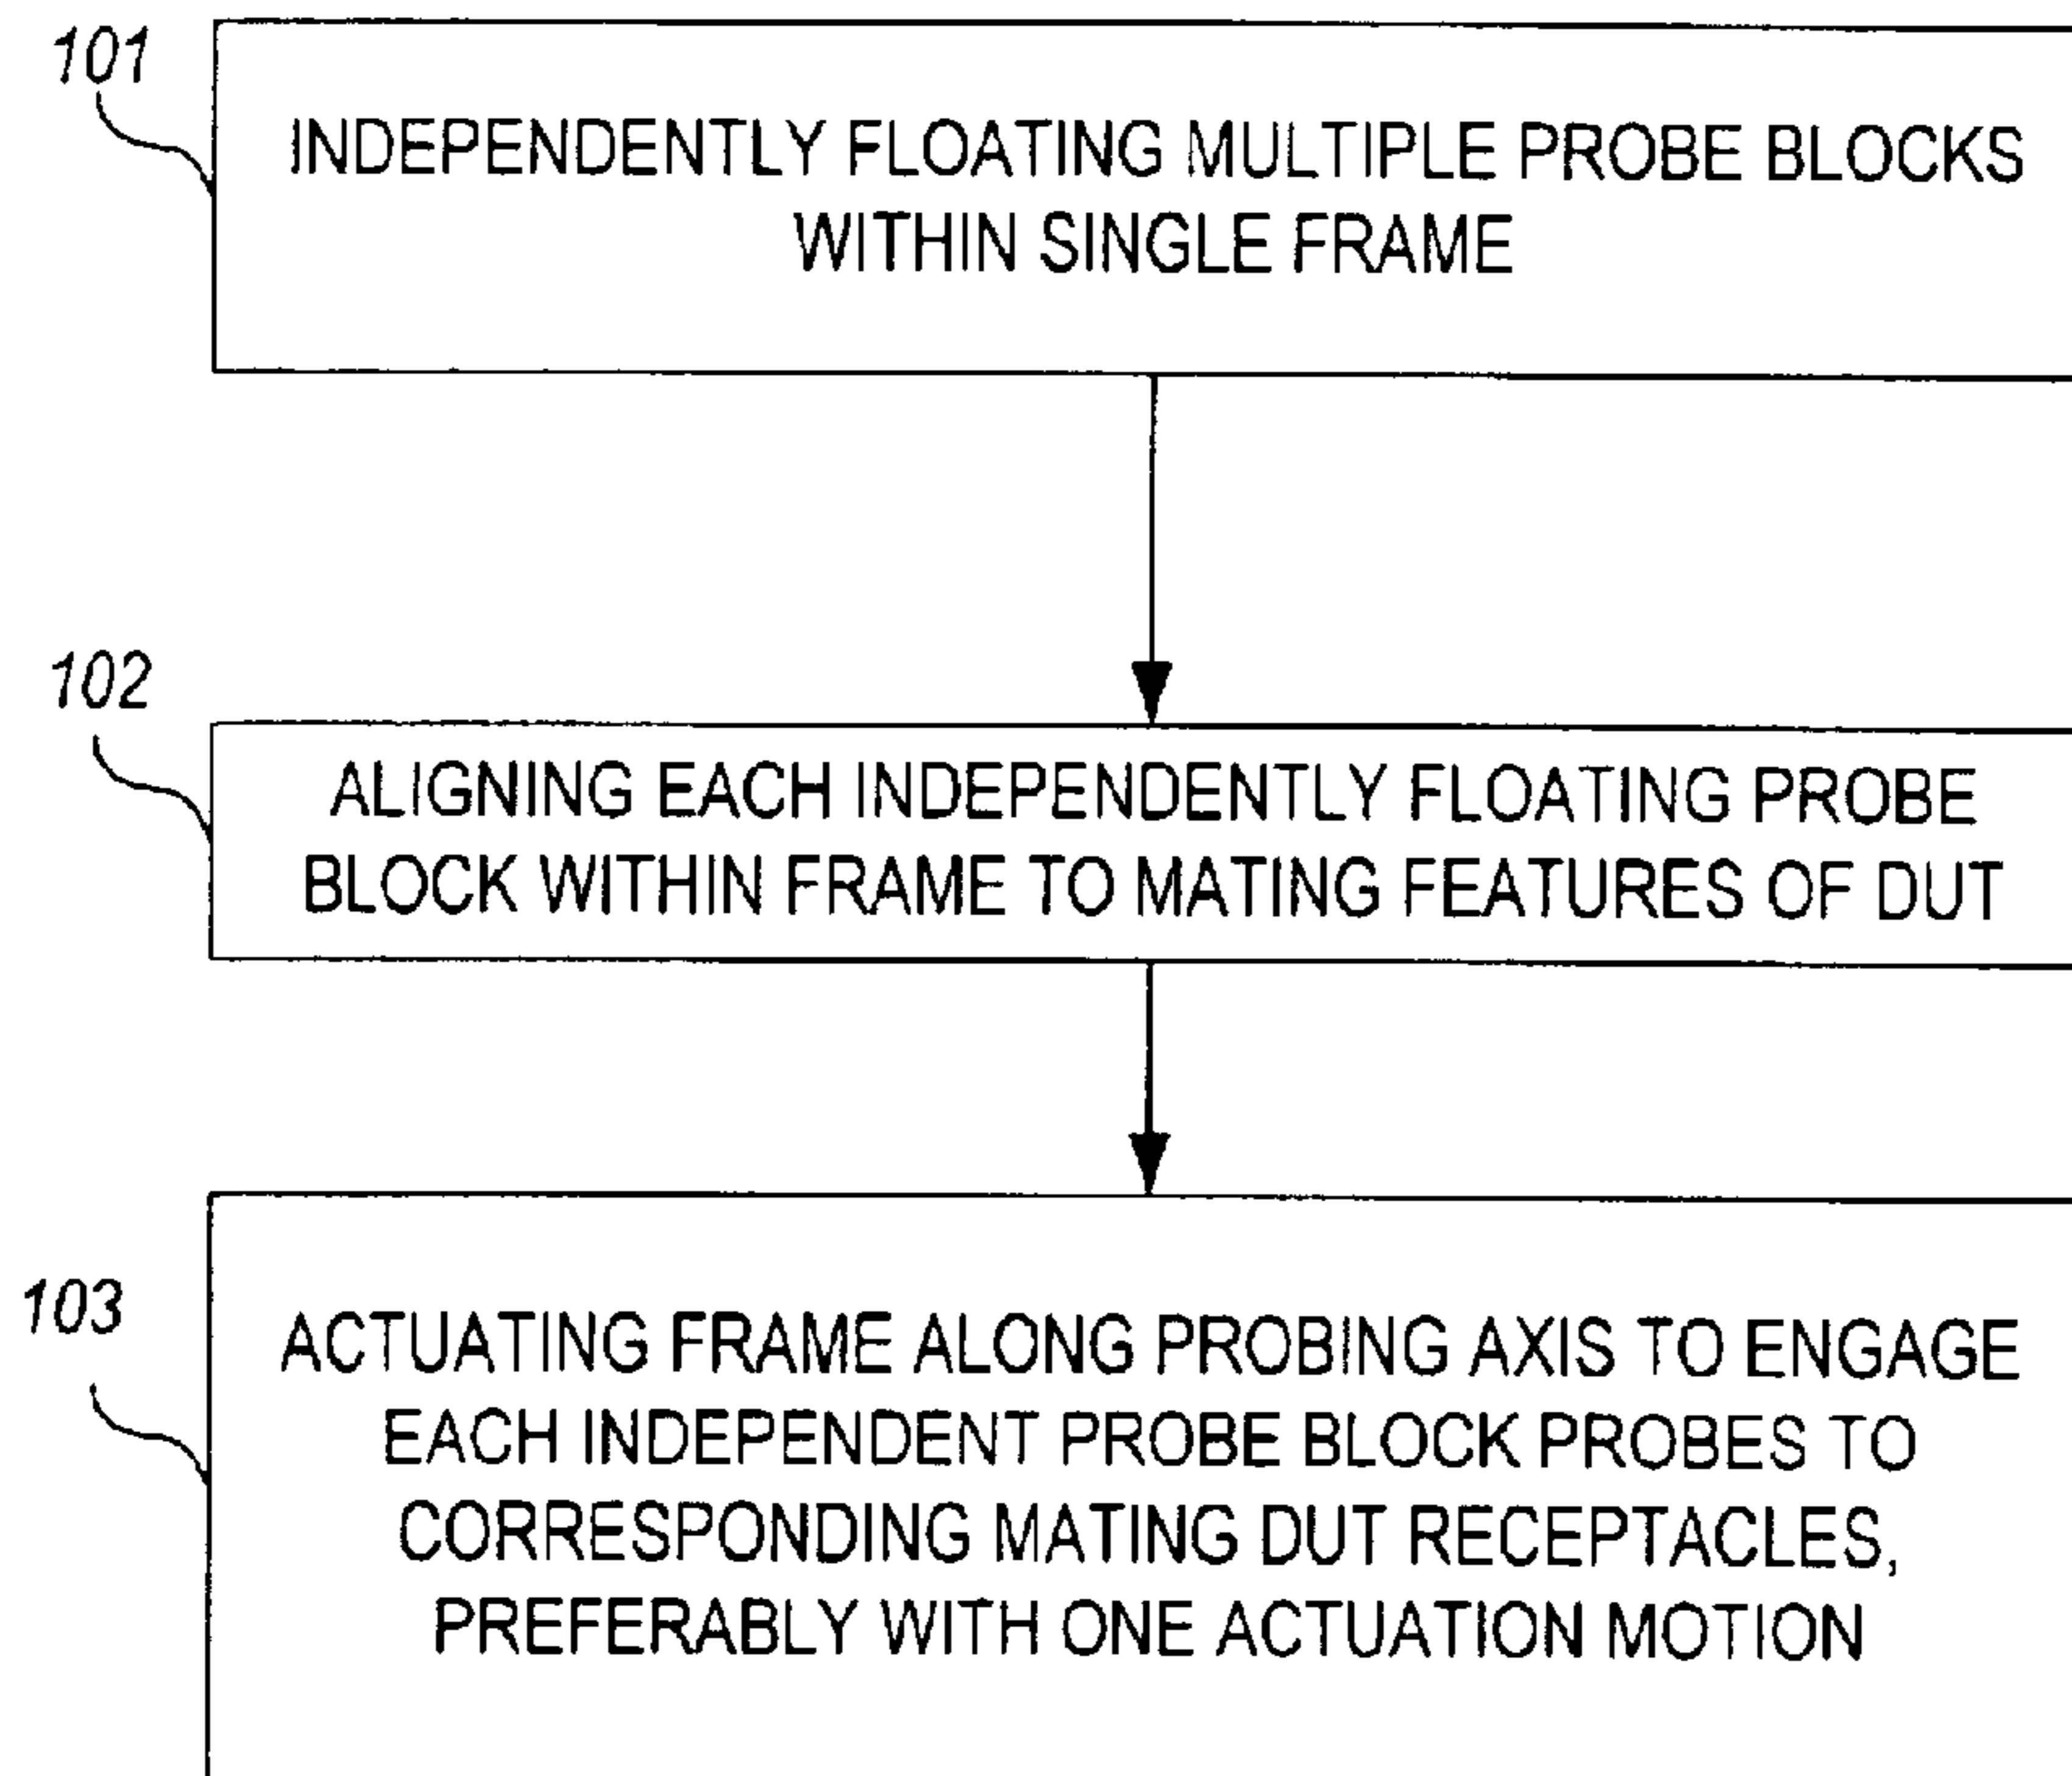 101
INDEPENDENTLY FLOATING MULTIPLE PROBE BLOCKS
WITHIN SINGLE FRAME
102
ALIGNING EACH INDEPENDENTLY FLOATING PROBE
BLOCK WITHIN FRAME TO MATING FEATURES OF DUT
103
ACTUATING FRAME ALONG PROBING AXIS TO ENGAGE
EACH INDEPENDENT PROBE BLOCK PROBES TO
CORRESPONDING MATING DUT RECEPTACLES,
PREFERABLY WITH ONE ACTUATION MOTION